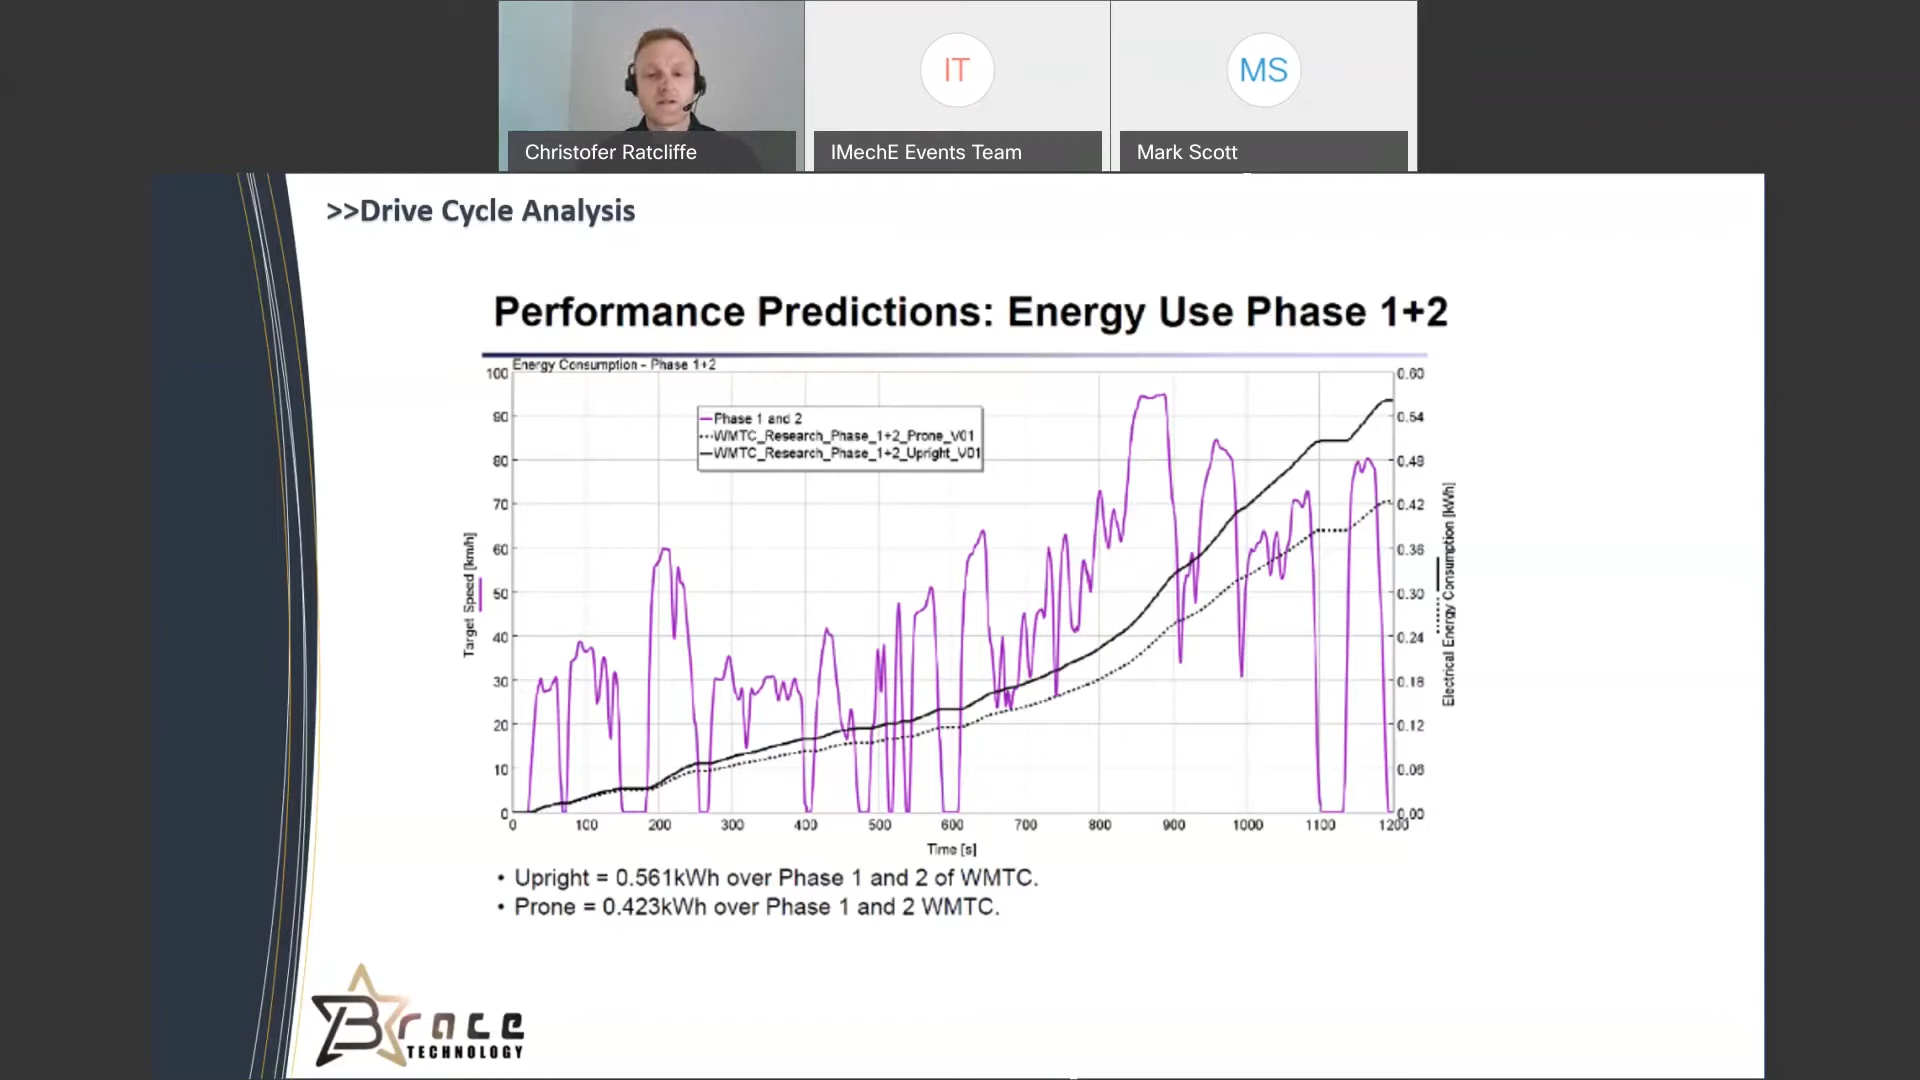 IT
MS
Christofer Ratcliffe
IMechE Events Team
Mark Scott
>>Drive Cycle Analysis
Performance Predictions: Energy Use Phase 1+2
Energy Consumption - Phase 1+2
Phase 1 and 2
WMTC_Research_Phase_1+2_Prone_V01
WMTC_Research_Phase_1+2_Upright_V01
100
90
80
70
60
50
40
30
20
10
0
Target Speed [km/h]
0.60
0.54
0.48
0.42
0.36
0.30
0.24
0.18
0.12
0.06
0.00
Electrical Energy Consumption [kWh]
0 100 200 300 400 500 600 700 800 900 1000 1100 1200
Time [s]
• Upright = 0.561kWh over Phase 1 and 2 of WMTC.
• Prone = 0.423kWh over Phase 1 and 2 WMTC.
Brace
TECHNOLOGY